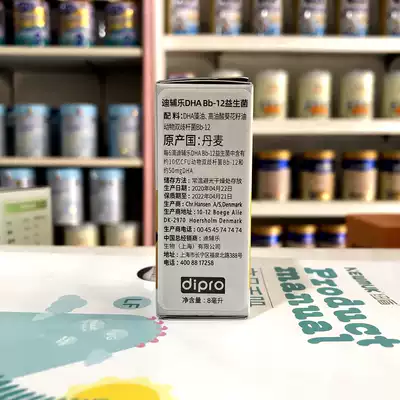 迪辅乐DHA Bb-12益生菌
配 料:DHA藻油、高油酸葵花籽油
动物双歧杆菌Bb-12
原产国:丹麦
每6滴迪辅乐DHA Bb-12益生菌中含有
约10亿CFU动物双歧杆菌Bb-12和
约50mgDHA
储存方法:常温避光干燥处存放
生产日期:2020年04月22日
保质期至:2022年04月21日
生产商:Chr.Hansen A/S,Denmark
生产商地址:10-12 Boege Alle
DK-2970 Hoersholm Denmark
生产商电话:00 45 45 74 74 74
中国总经销商:迪辅乐
生物(上海)有限公司
地址:上海市长宁区福泉北路388号
电话:400 88 17258
dipro
净含量:8毫升
Product
manual